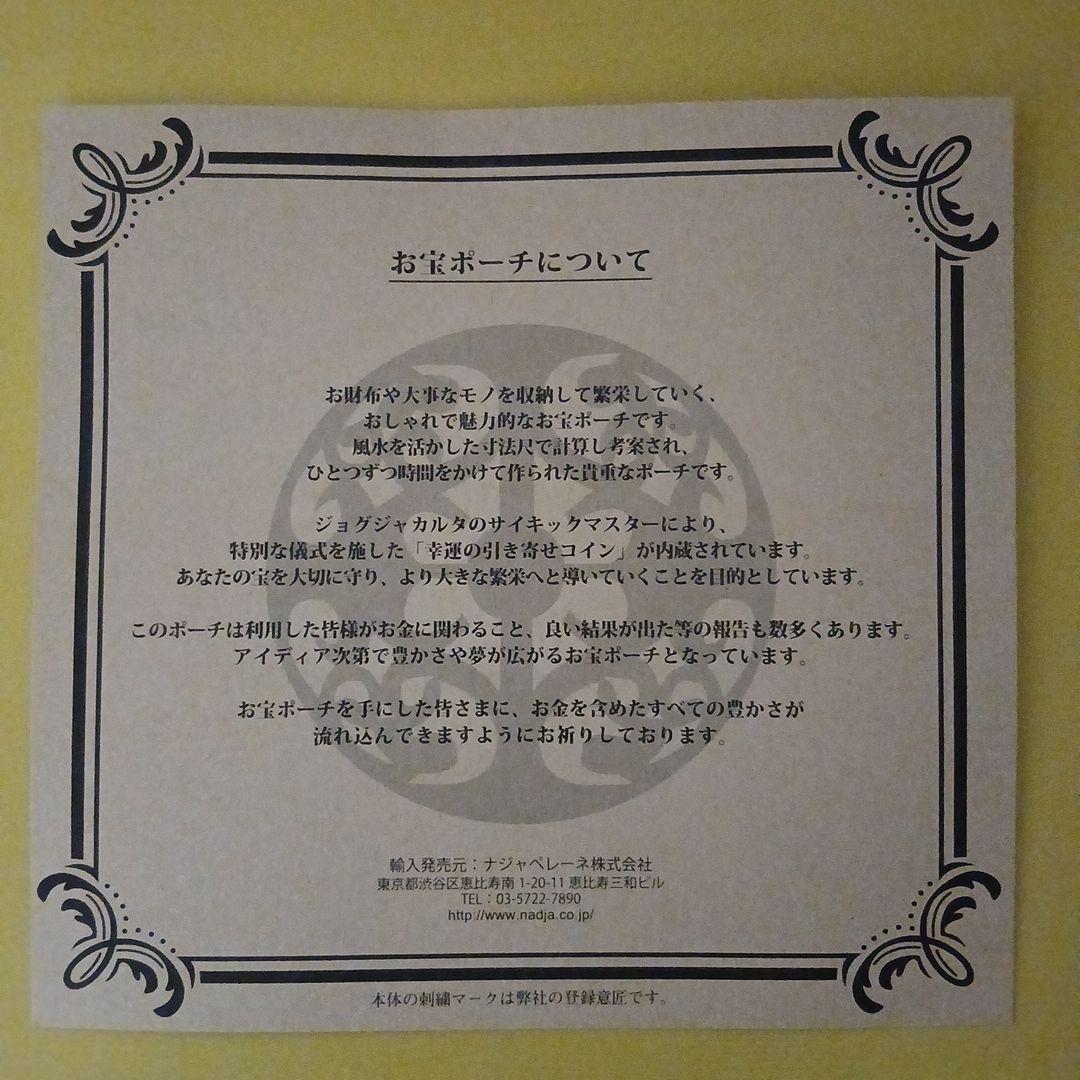 お宝ポーチについて
お財布や大事なモノを収納して繁栄していく、
おしゃれで魅力的なお宝ポーチです。
風水を活かした寸法尺で計算し考案され、
ひとつずつ時間をかけて作られた貴重なポーチです。
ジョグジャカルタのサイキックマスターにより、
特別な儀式を施した「幸運の引き寄せコイン」が内蔵されています。
あなたの宝を大切に守り、より大きな繁栄へと導いていくことを目的としています。
このポーチは利用した皆様がお金に関わること、良い結果が出た等の報告も数多くあります。
アイディア次第で豊かさや夢が広がるお宝ポーチとなっています。
お宝ポーチを手にした皆さまに、お金を含めたすべての豊かさが
流れ込んできますようにお祈りしております。
輸入発売元：ナジャペレーネ株式会社
東京都渋谷区恵比寿南 1-20-11 恵比寿三和ビル
TEL：03-5722-7890
http://www.nadja.co.jp/
本体の刺繍マークは弊社の登録意匠です。